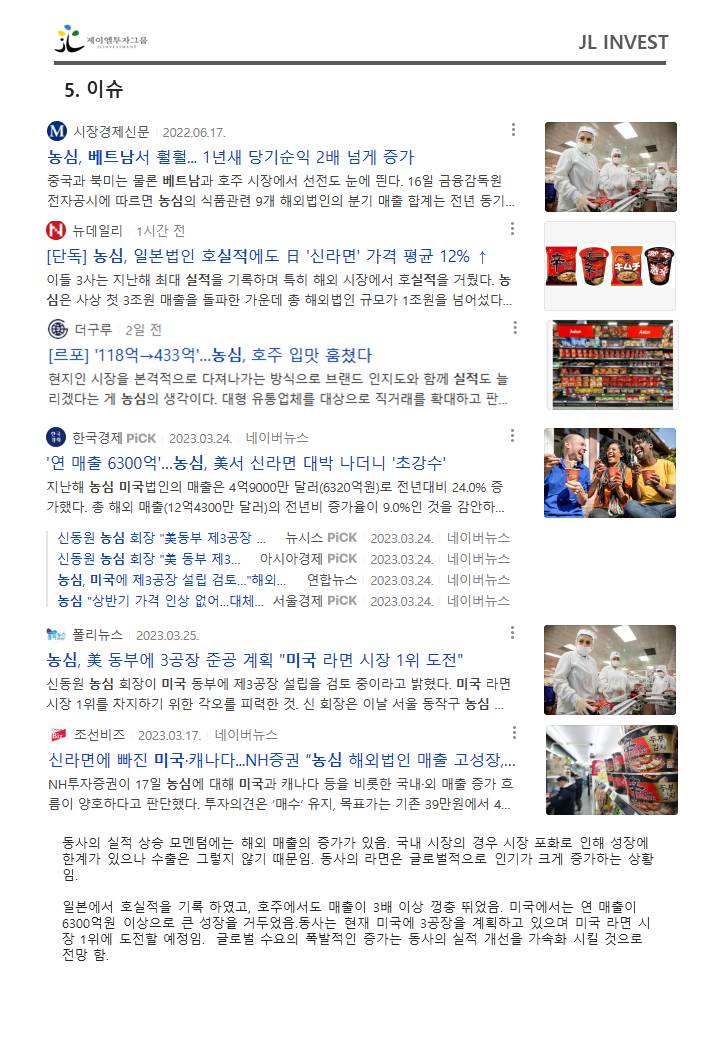 제이엘투자그룹
JLINVESTMENT
JL INVEST
5. 이슈
시장경제신문 2022.06.17.
농심, 베트남서 훨훨... 1년새 당기순익 2배 넘게 증가
중국과 북미는 물론 베트남과 호주 시장에서 선전도 눈에 띈다. 16일 금융감독원
전자공시에 따르면 농심의 식품관련 9개 해외법인의 분기 매출 합계는 전년 동기...
뉴데일리 1시간 전
[단독] 농심, 일본법인 호실적에도 日 '신라면' 가격 평균 12% ↑
이들 3사는 지난해 최대 실적을 기록하며 특히 해외 시장에서 호실적을 거뒀다. 농
심은 사상 첫 3조원 매출을 돌파한 가운데 종 해외법인 규모가 1조원을 넘어섰다...
더구루 2일 전
[르포] '118억→433억'...농심, 호주 입맛 훔쳤다
현지인 시장을 본격적으로 다져나가는 방식으로 브랜드 인지도와 함께 실적도 늘
리겠다는 게 농심의 생각이다. 대형 유통업체를 대상으로 직거래를 확대하고 판...
한국경제 PiCK 2023.03.24. 네이버뉴스
'연 매출 6300억'...농심, 美서 신라면 대박 나더니 '초강수'
지난해 농심 미국법인의 매출은 4억9000만 달러(6320억원)로 전년대비 24.0% 증
가했다. 총 해외 매출(12억4300만 달러)의 전년비 증가율이 9.0%인 것을 감안하...
신동원 농심 회장 "美동부 제3공장 ... 뉴시스 PiCK 2023.03.24. 네이버뉴스
신동원 농심 회장 "美 동부 제3... 아시아경제 PiCK 2023.03.24. 네이버뉴스
농심, 미국에 제3공장 설립 검토..."해외... 연합뉴스 2023.03.24. 네이버뉴스
농심 "상반기 가격 인상 없어...대체... 서울경제 PiCK 2023.03.24. 네이버뉴스
폴리뉴스 2023.03.25.
농심, 美 동부에 3공장 준공 계획 "미국 라면 시장 1위 도전"
신동원 농심 회장이 미국 동부에 제3공장 설립을 검토 중이라고 밝혔다. 미국 라면
시장 1위를 차지하기 위한 각오를 피력한 것. 신 회장은 이날 서울 동작구 농심 ...
조선비즈 2023.03.17. 네이버뉴스
신라면에 빠진 미국·캐나다...NH증권 "농심 해외법인 매출 고성장,...
NH투자증권이 17일 농심에 대해 미국과 캐나다 등을 비롯한 국내·외 매출 증가 흐
름이 양호하다고 판단했다. 투자의견은 '매수' 유지, 목표가는 기존 39만원에서 4...
동사의 실적 상승 모멘텀에는 해외 매출의 증가가 있음. 국내 시장의 경우 시장 포화로 인해 성장에
한계가 있으나 수출은 그렇지 않기 때문임. 동사의 라면은 글로벌적으로 인기가 크게 증가하는 상황
임.
일본에서 호실적을 기록 하였고, 호주에서도 매출이 3배 이상 껑충 뛰었음. 미국에서는 연 매출이
6300억원 이상으로 큰 성장을 거두었음.동사는 현재 미국에 3공장을 계획하고 있으며 미국 라면 시
장 1위에 도전할 예정임. 글로벌 수요의 폭발적인 증가는 동사의 실적 개선을 가속화 시킬 것으로
전망 함.